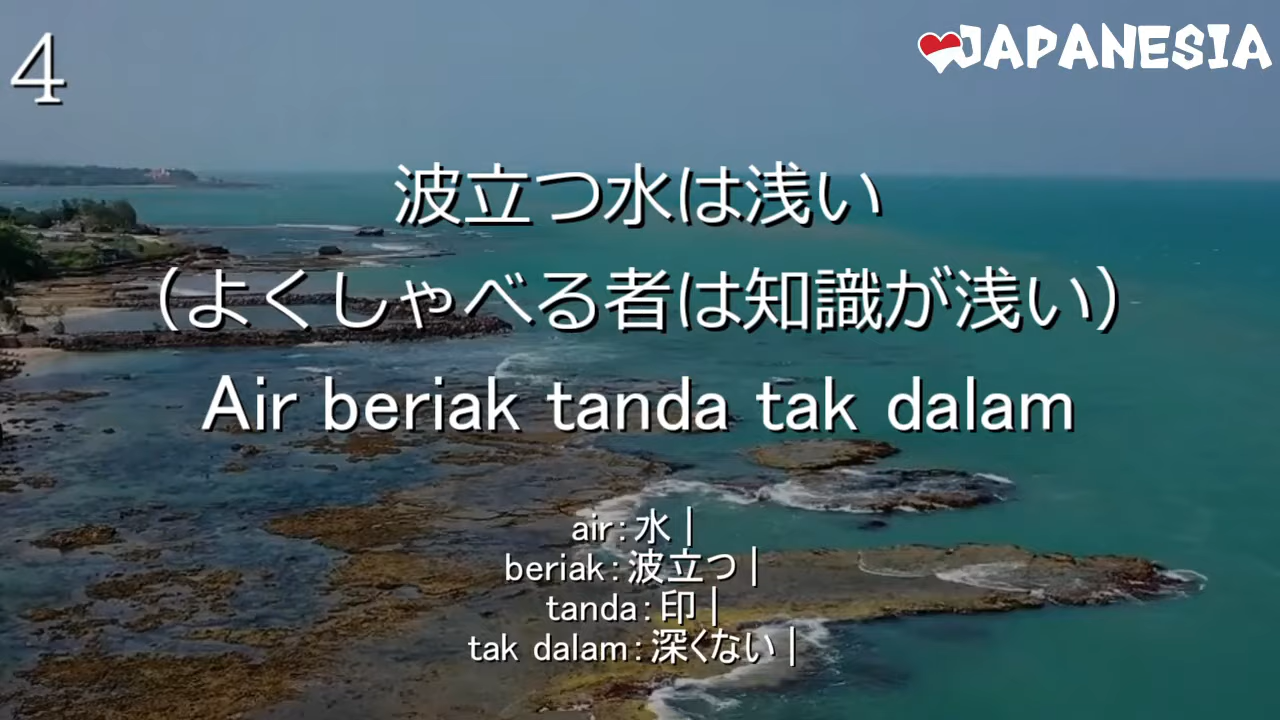 4
JAPANESIA
波立つ水は浅い
（よくしゃべる者は知識が浅い）
Air beriak tanda tak dalam
air：水 |
beriak：波立つ |
tanda：印 |
tak dalam：深くない |